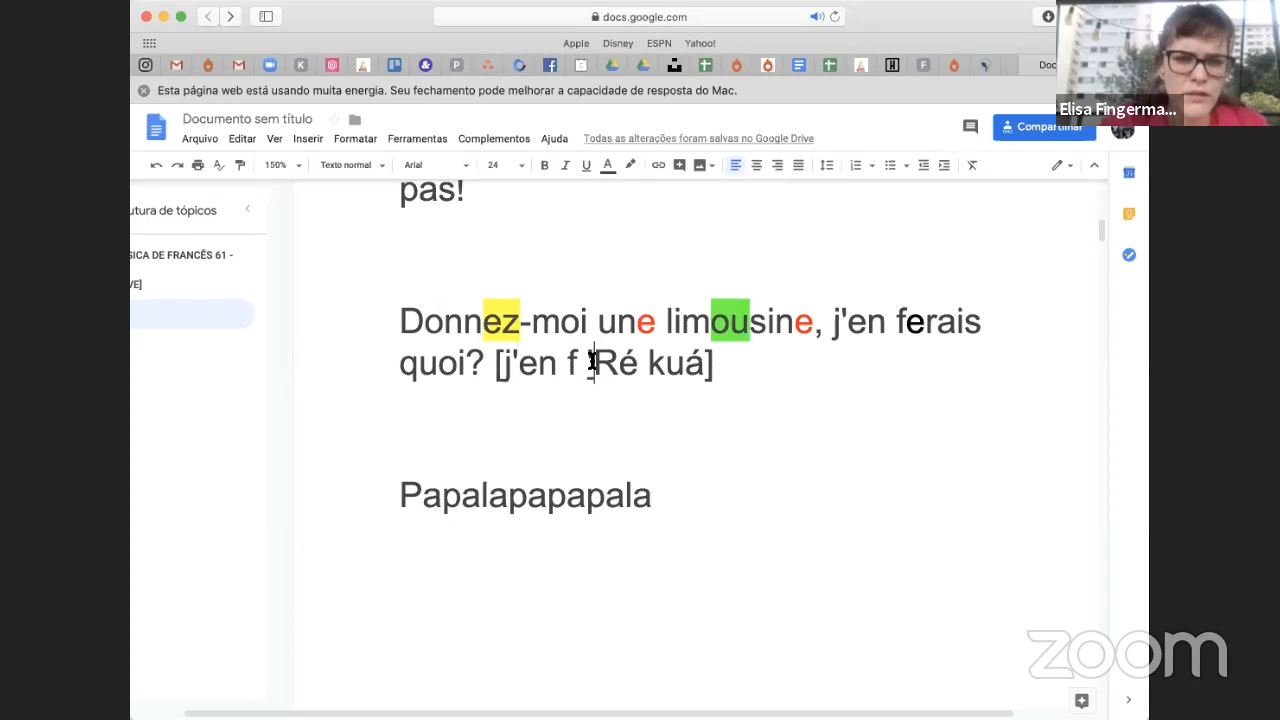 docs.google.com
Apple Disney ESPN Yahoo!
Doc
Esta página web está usando muita energia. Seu fechamento pode melhorar a capacidade de resposta do Mac.
Elisa Fingerma...
Documento sem título
Arquivo Editar Ver Inserir Formatar Ferramentas Complementos Ajuda Todas as alterações foram salvas no Google Drive
Compartilhar
150% Texto normal Arial 24 B I U A
utura de tópicos
SICA DE FRANCÊS 61 -
VE]
pas!
Donnez-moi une limousine, j'en ferais
quoi? [j'en f _Ré kuá]
Papalapapapala
zoom